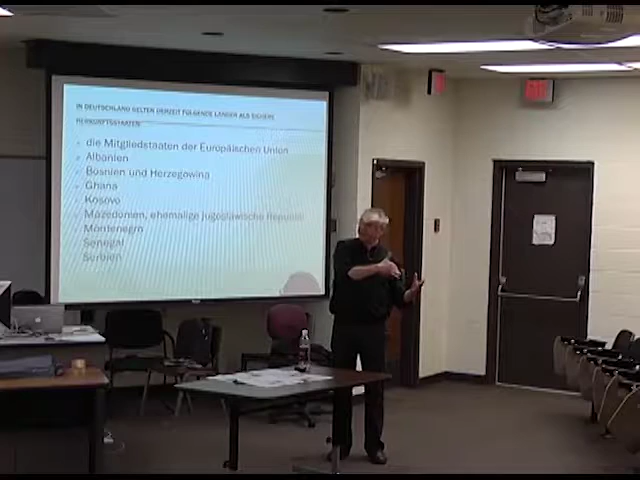 IN DEUTSCHLAND GELTEN DERZEIT FOLGENDE LÄNDER ALS SICHERE
HERKUNFTSSTAATEN
die Mitgliedstaaten der Europäischen Union
Albanien
Bosnien und Herzegowina
Ghana
Kosovo
Mazedonien, ehemalige jugoslawische Republik
Montenegro
Senegal
Serbien